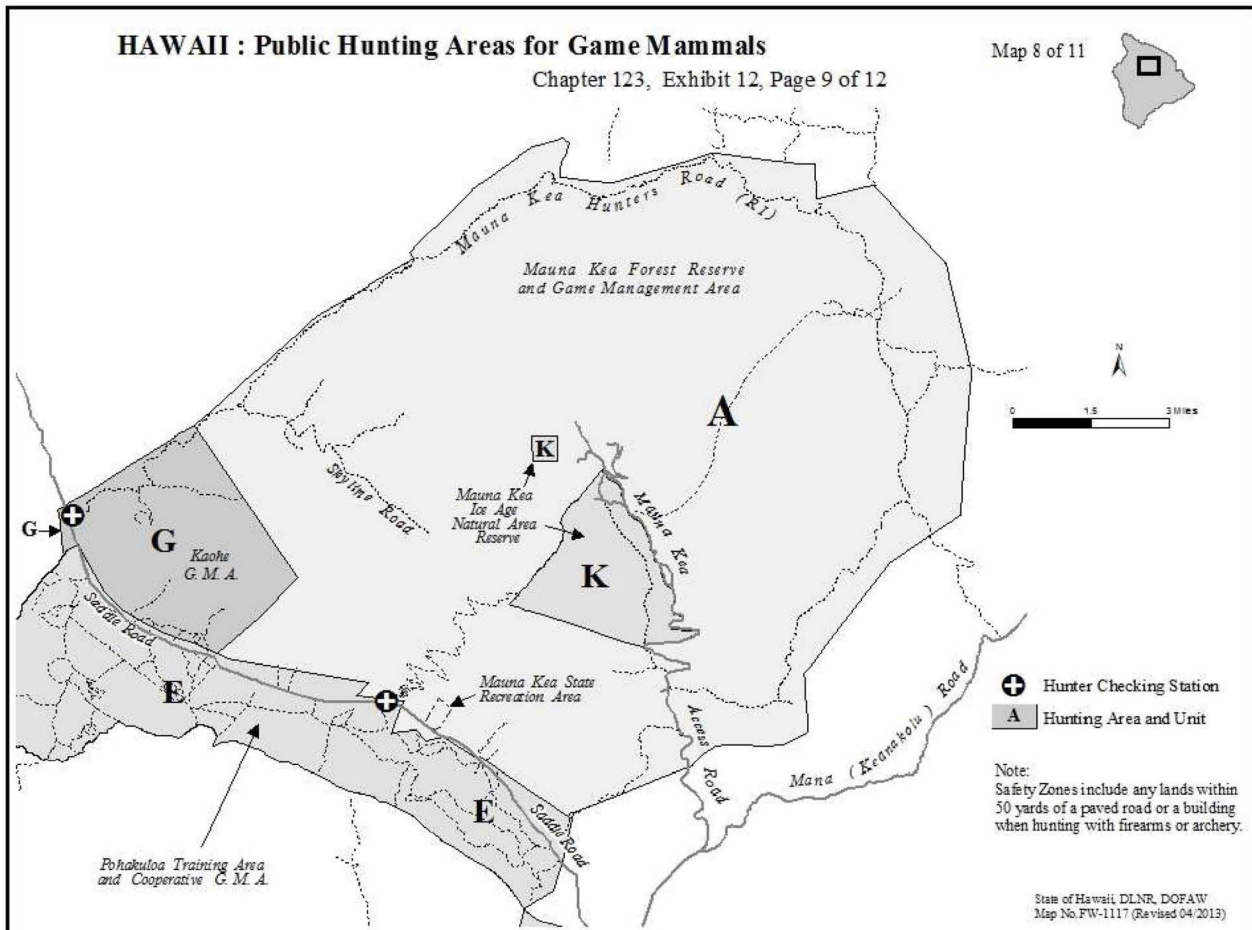 HAWAII : Public Hunting Areas for Game Mammals
Chapter 123, Exhibit 12, Page 9 of 12
Map 8 of 11
Mauna Kea Hunters Road (R1)
Mauna Kea Forest Reserve
and Game Management Area
N
A
0 1.5 3 Miles
K
Skyline Road
Mauna Kea
Ice Age
Natural Area
Reserve
Mauna Kea
G
G
Kaohe
G. M. A.
K
Saddle Road
E
Mauna Kea State
Recreation Area
Access Road
Mana (Keanakolu) Road
Hunter Checking Station
A
Hunting Area and Unit
Note:
Safety Zones include any lands within
50 yards of a paved road or a building
when hunting with firearms or archery.
E
Saddle Road
Pohakuloa Training Area
and Cooperative G. M. A.
State of Hawaii, DLNR, DOFAW
Map No. FW-1117 (Revised 04/2013)